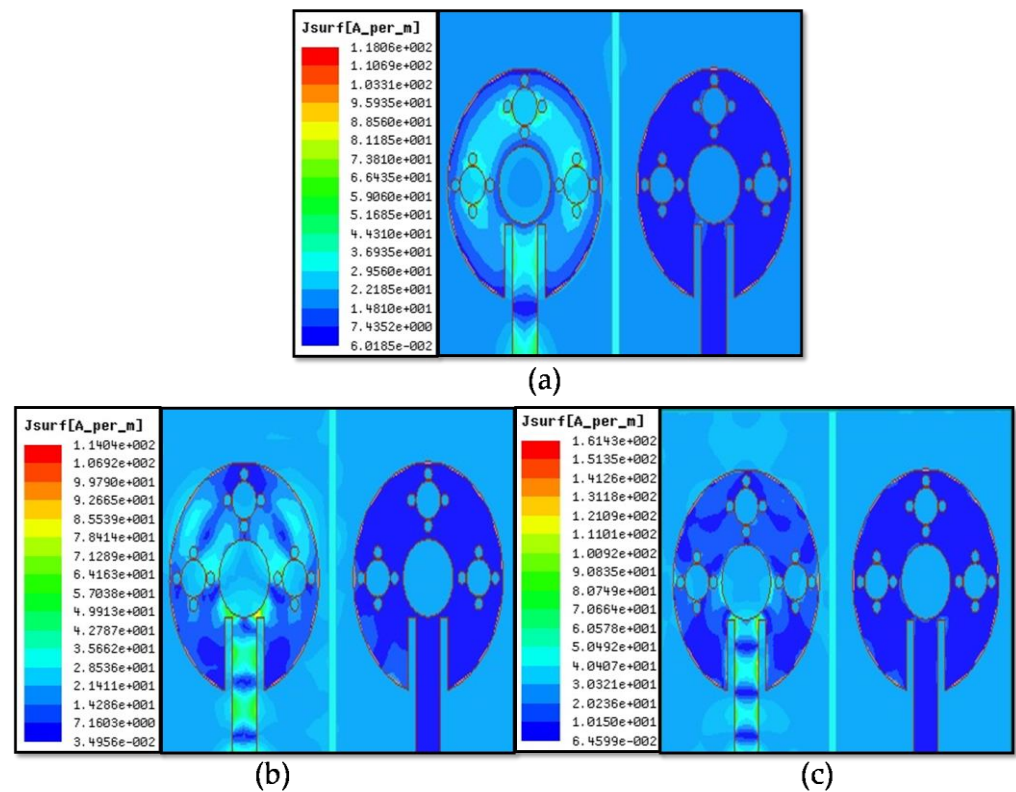 Jsurf[A_per_m]
1.1806e+002
1.1069e+002
1.0331e+002
9.5935e+001
8.8560e+001
8.1185e+001
7.3810e+001
6.6435e+001
5.9060e+001
5.1685e+001
4.4310e+001
3.6935e+001
2.9560e+001
2.2185e+001
1.4810e+001
7.4352e+000
6.0185e-002
(a)
Jsurf[A_per_m]
1.1404e+002
1.0692e+002
9.9790e+001
9.2665e+001
8.5539e+001
7.8414e+001
7.1289e+001
6.4163e+001
5.7038e+001
4.9913e+001
4.2787e+001
3.5662e+001
2.8536e+001
2.1411e+001
1.4286e+001
7.1603e+000
3.4956e-002
(b)
Jsurf[A_per_m]
1.6143e+002
1.5135e+002
1.4126e+002
1.3118e+002
1.2109e+002
1.1101e+002
1.0092e+002
9.0835e+001
8.0749e+001
7.0664e+001
6.0578e+001
5.0492e+001
4.0407e+001
3.0321e+001
2.0236e+001
1.0150e+001
6.4599e-002
(c)